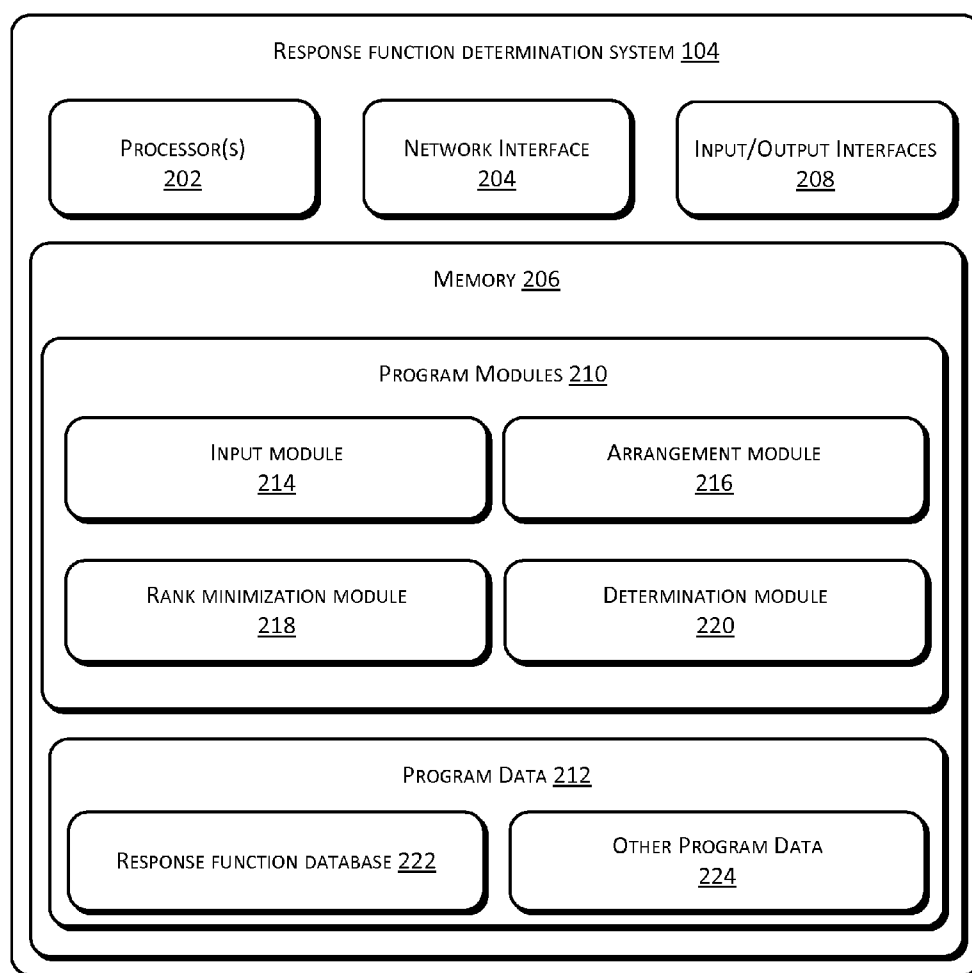 Response function determination system 104
Processor(s)
202
Network Interface
204
Input/Output Interfaces
208
Memory 206
Program Modules 210
Input module
214
Arrangement module
216
Rank minimization module
218
Determination module
220
Program Data 212
Response function database 222
Other Program Data
224